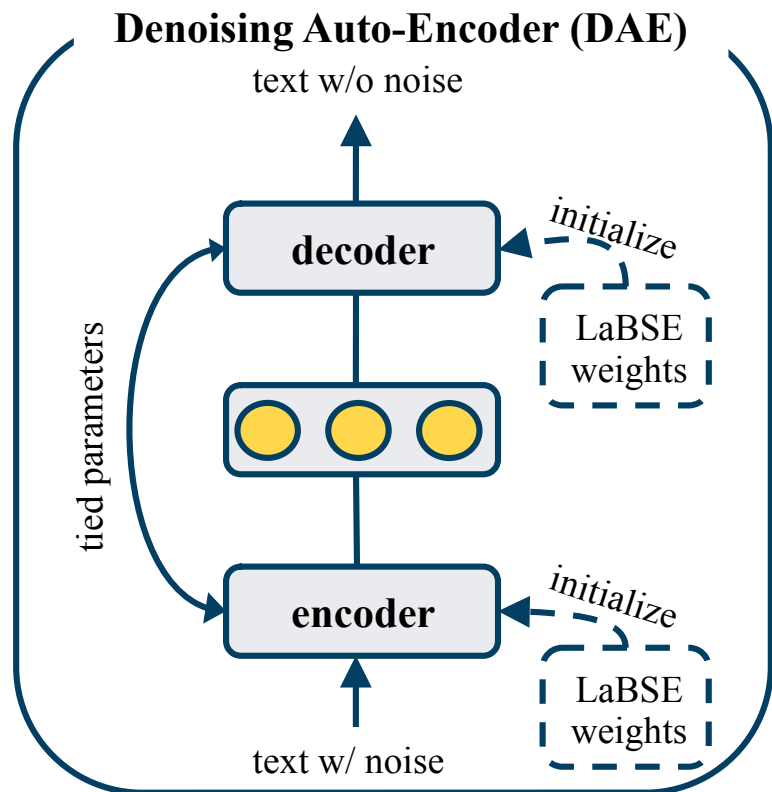 Denoising Auto-Encoder (DAE)
text w/o noise
initialize
decoder
LaBSE
weights
tied parameters
initialize
encoder
LaBSE
weights
text w/ noise